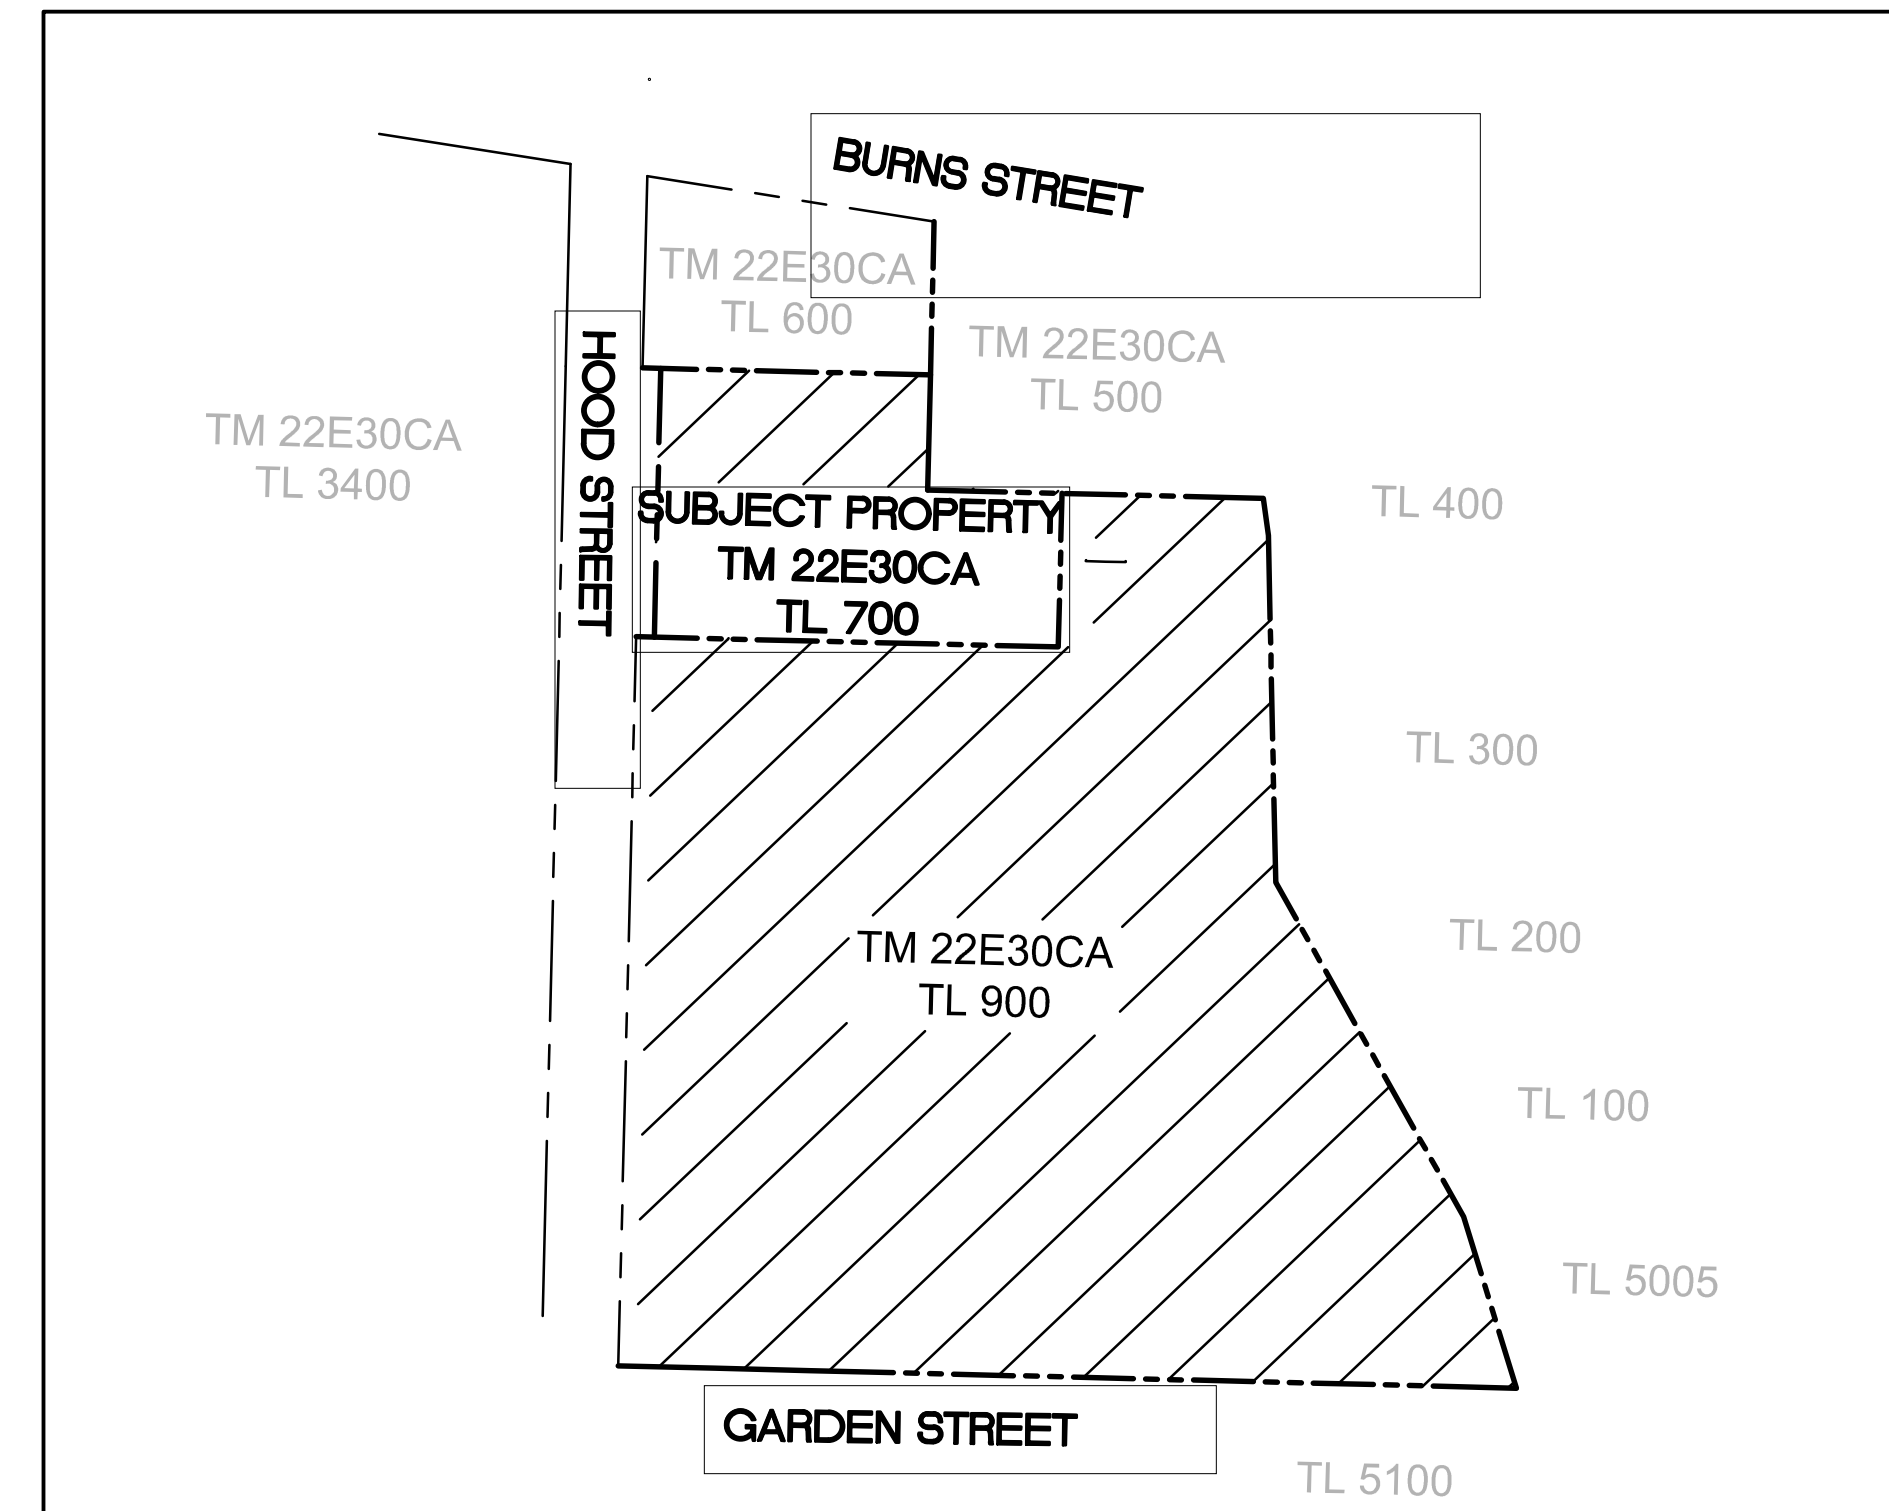 BURNS STREET
TM 22E30CA
TL 600
TM 22E30CA
TL 500
HOOD STREET
TM 22E30CA
TL 3400
TL 400
SUBJECT PROPERTY
TM 22E30CA
TL 700
TL 300
TM 22E30CA
TL 900
TL 200
TL 100
TL 5005
GARDEN STREET
TL 5100